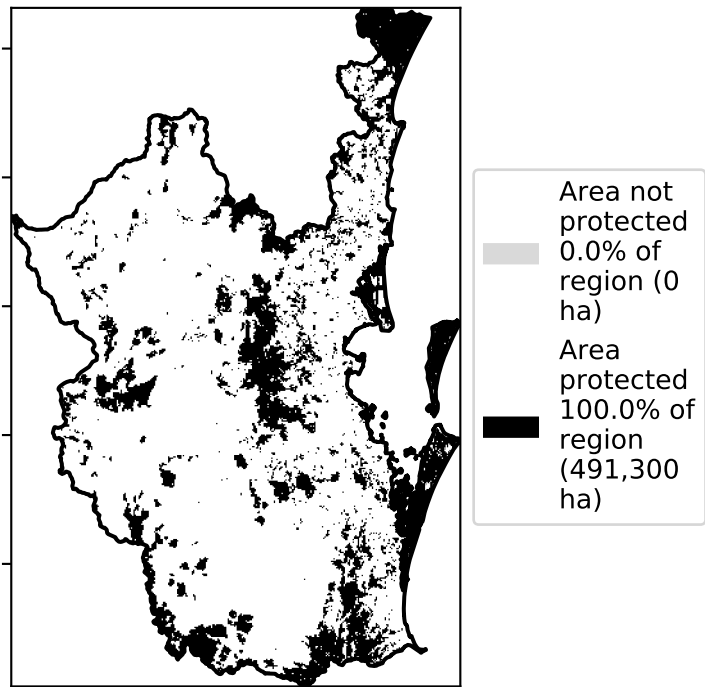 Area not
protected
0.0% of
region (0
ha)
Area
protected
100.0% of
region
(491,300
ha)